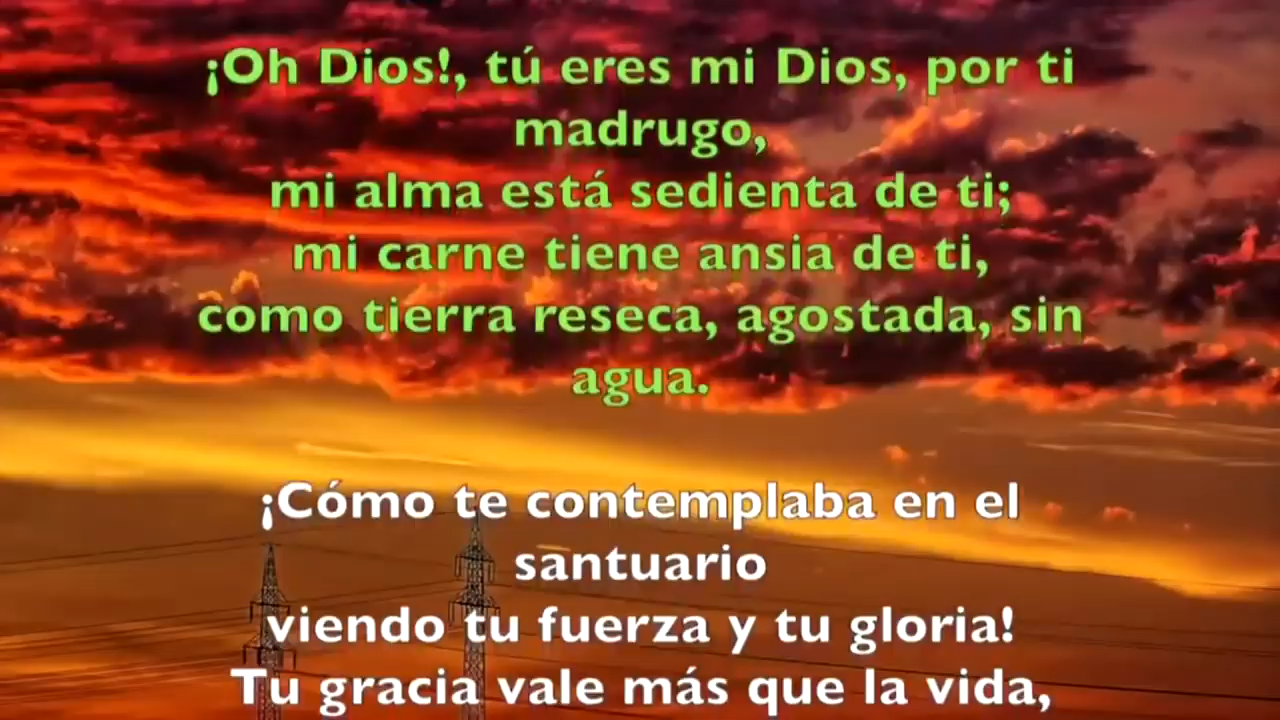 ¡Oh Dios!, tú eres mi Dios, por ti
madrugo,
mi alma está sedienta de ti;
mi carne tiene ansia de ti,
como tierra reseca, agostada, sin
agua.
¡Cómo te contemplaba en el
santuario
viendo tu fuerza y tu gloria!
Tu gracia vale más que la vida,